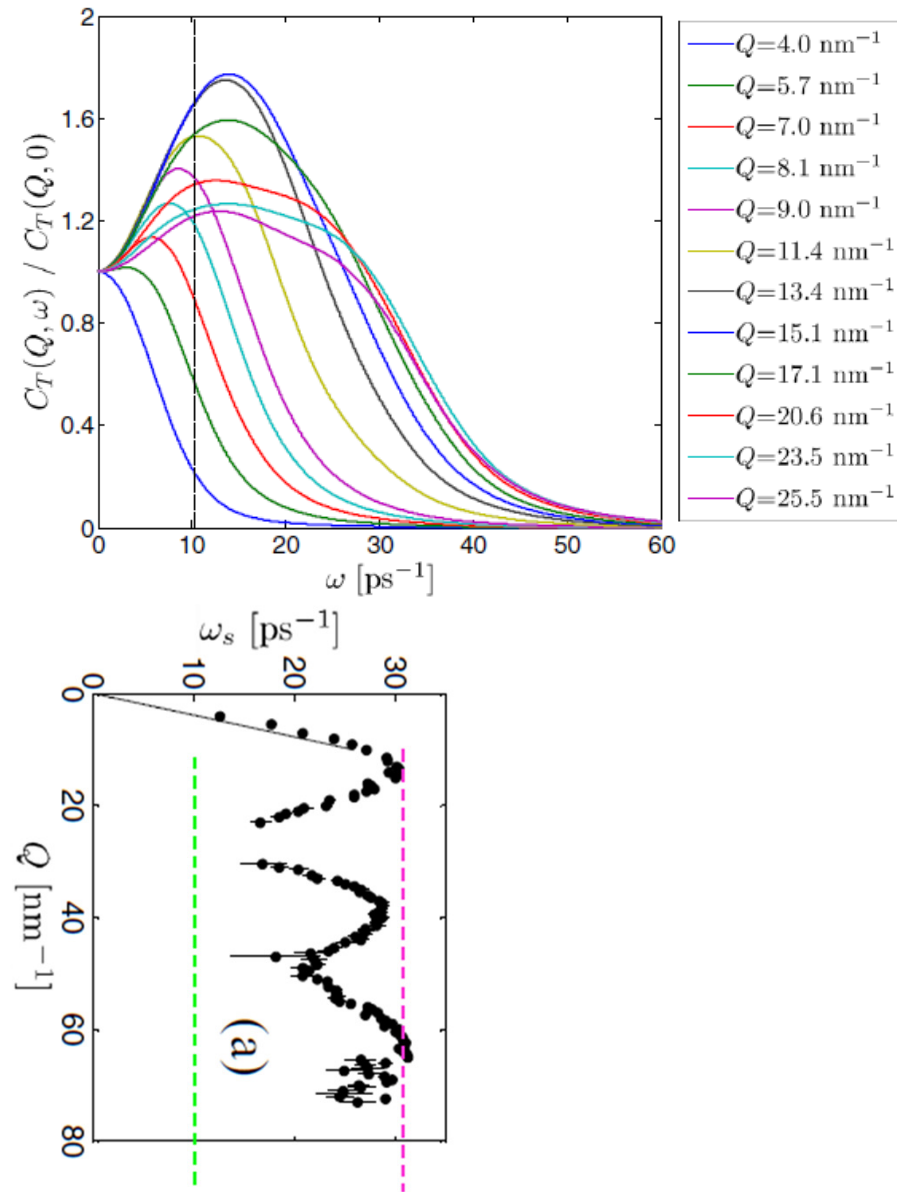 2
1.6
1.2
0.8
0.4
0
C_T(Q, ω) / C_T(Q, 0)
0 10 20 30 40 50 60
ω [ps⁻¹]
Q=4.0 nm⁻¹
Q=5.7 nm⁻¹
Q=7.0 nm⁻¹
Q=8.1 nm⁻¹
Q=9.0 nm⁻¹
Q=11.4 nm⁻¹
Q=13.4 nm⁻¹
Q=15.1 nm⁻¹
Q=17.1 nm⁻¹
Q=20.6 nm⁻¹
Q=23.5 nm⁻¹
Q=25.5 nm⁻¹
ω_s [ps⁻¹]
0 10 20 30
0
20
40
60
80
Q [nm⁻¹]
(a)